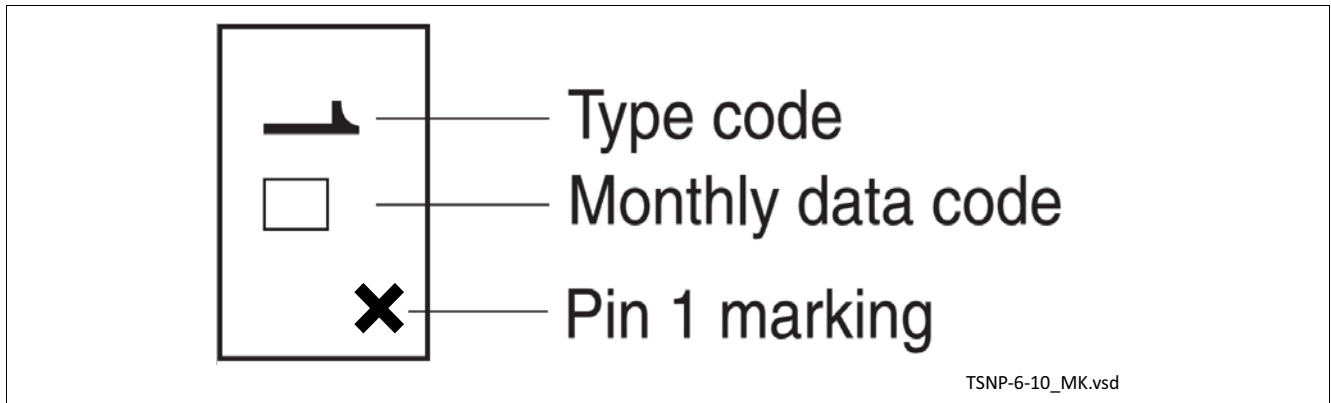 Type code
Monthly data code
Pin 1 marking
TSNP-6-10_MK.vsd